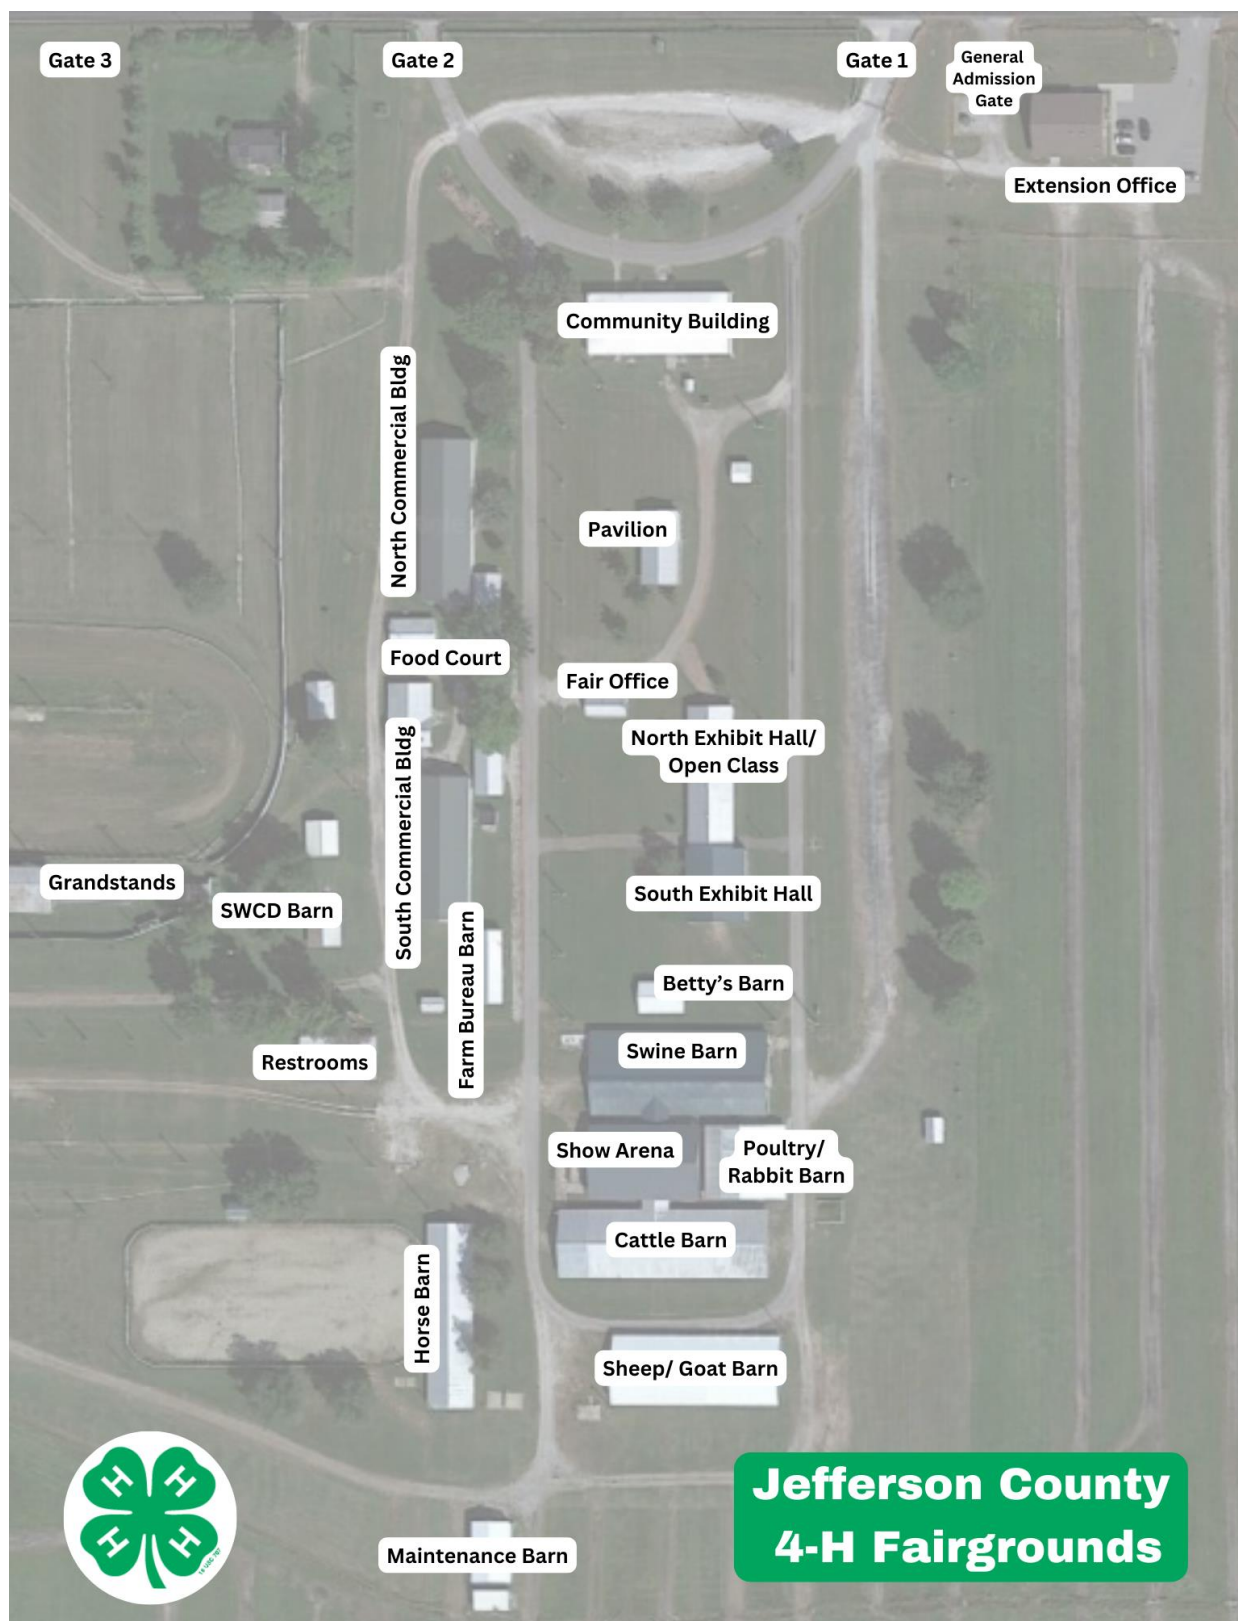 Gate 3
Gate 2
Gate 1
General
Admission
Gate
Extension Office
Community Building
North Commercial Bldg
Pavilion
Food Court
Fair Office
North Exhibit Hall/
Open Class
South Commercial Bldg
Grandstands
South Exhibit Hall
SWCD Barn
Farm Bureau Barn
Betty’s Barn
Swine Barn
Restrooms
Show Arena
Poultry/
Rabbit Barn
Cattle Barn
Horse Barn
Sheep/ Goat Barn
H H
H H
18 USC 707
Jefferson County
4-H Fairgrounds
Maintenance Barn